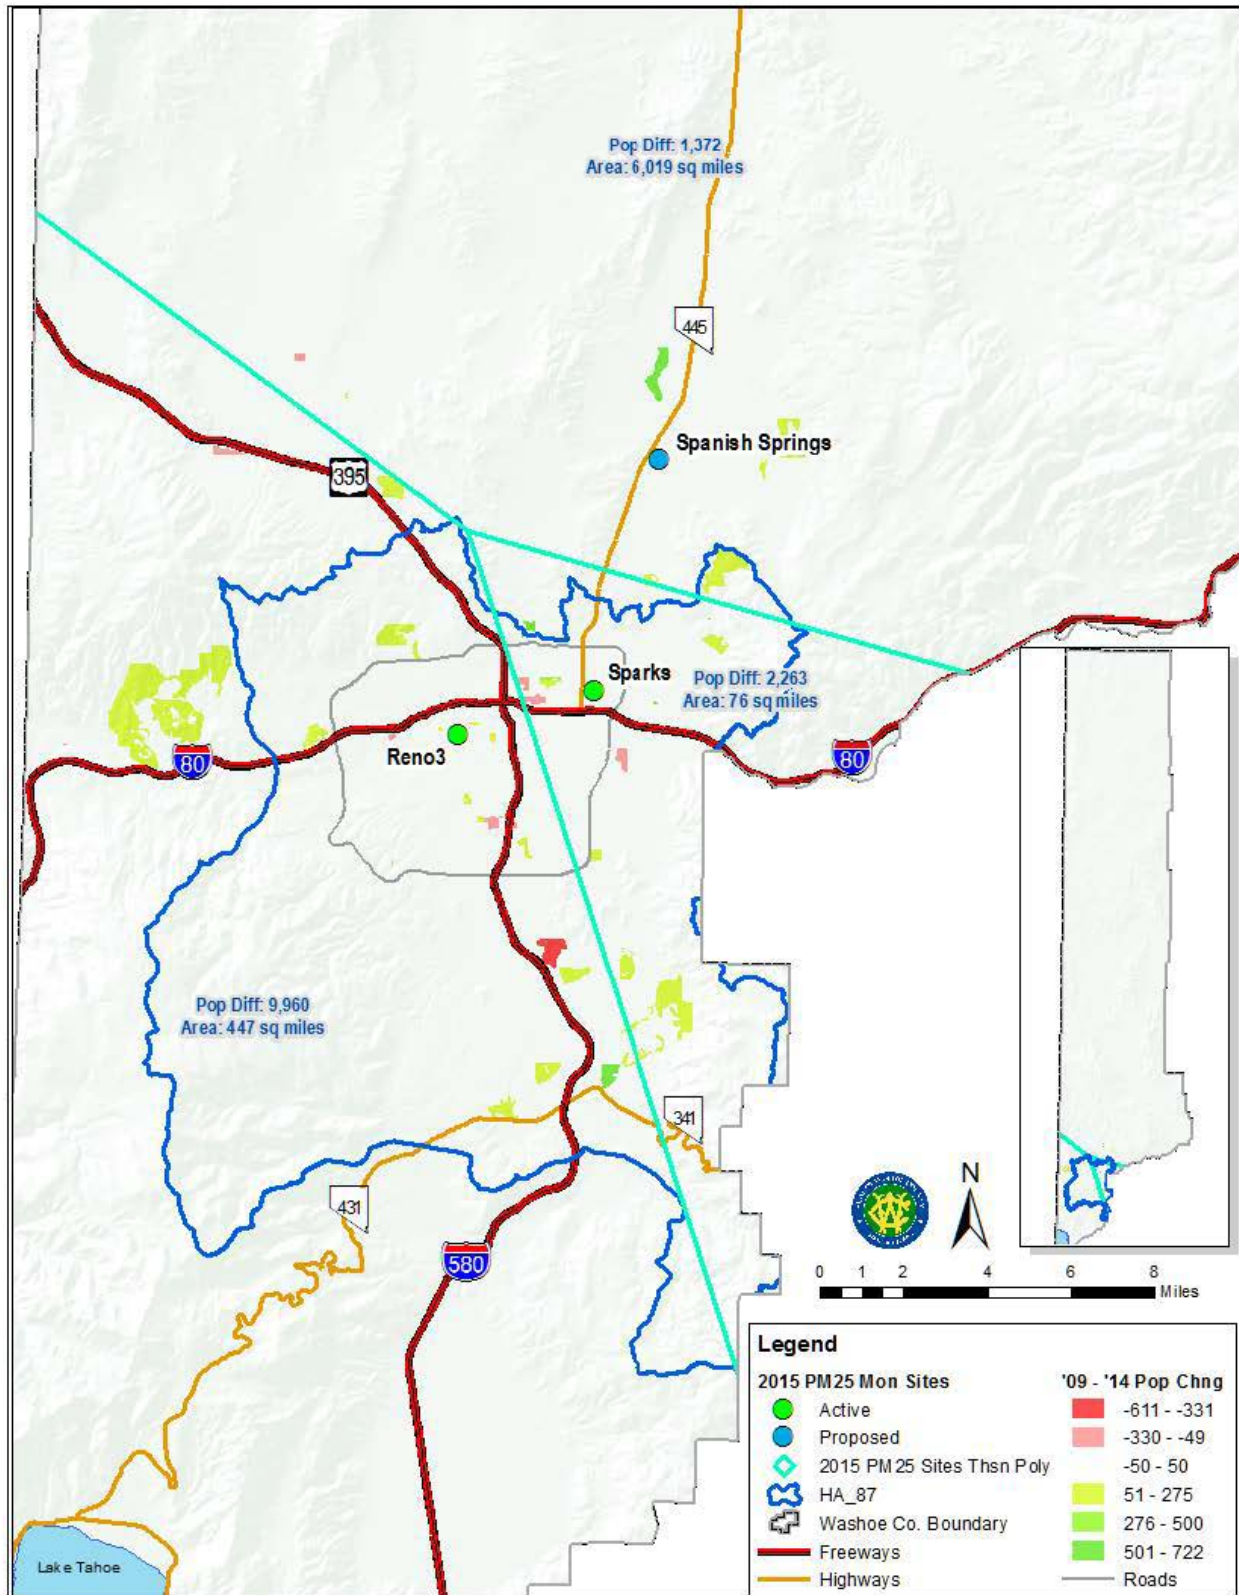 Pop Diff: 1,372
Area: 6,019 sq miles
445
Spanish Springs
395
Sparks
Pop Diff: 2,263
Area: 76 sq miles
80
Reno3
80
Pop Diff: 9,960
Area: 447 sq miles
341
431
N
580
0 1 2 4 6 8
Miles
Legend
2015 PM25 Mon Sites
Active
Proposed
2015 PM25 Sites Thsn Poly
HA_87
Washoe Co. Boundary
Freeways
Highways
'09 - '14 Pop Chng
-611 - -331
-330 - -49
-50 - 50
51 - 275
276 - 500
501 - 722
Roads
Lake Tahoe